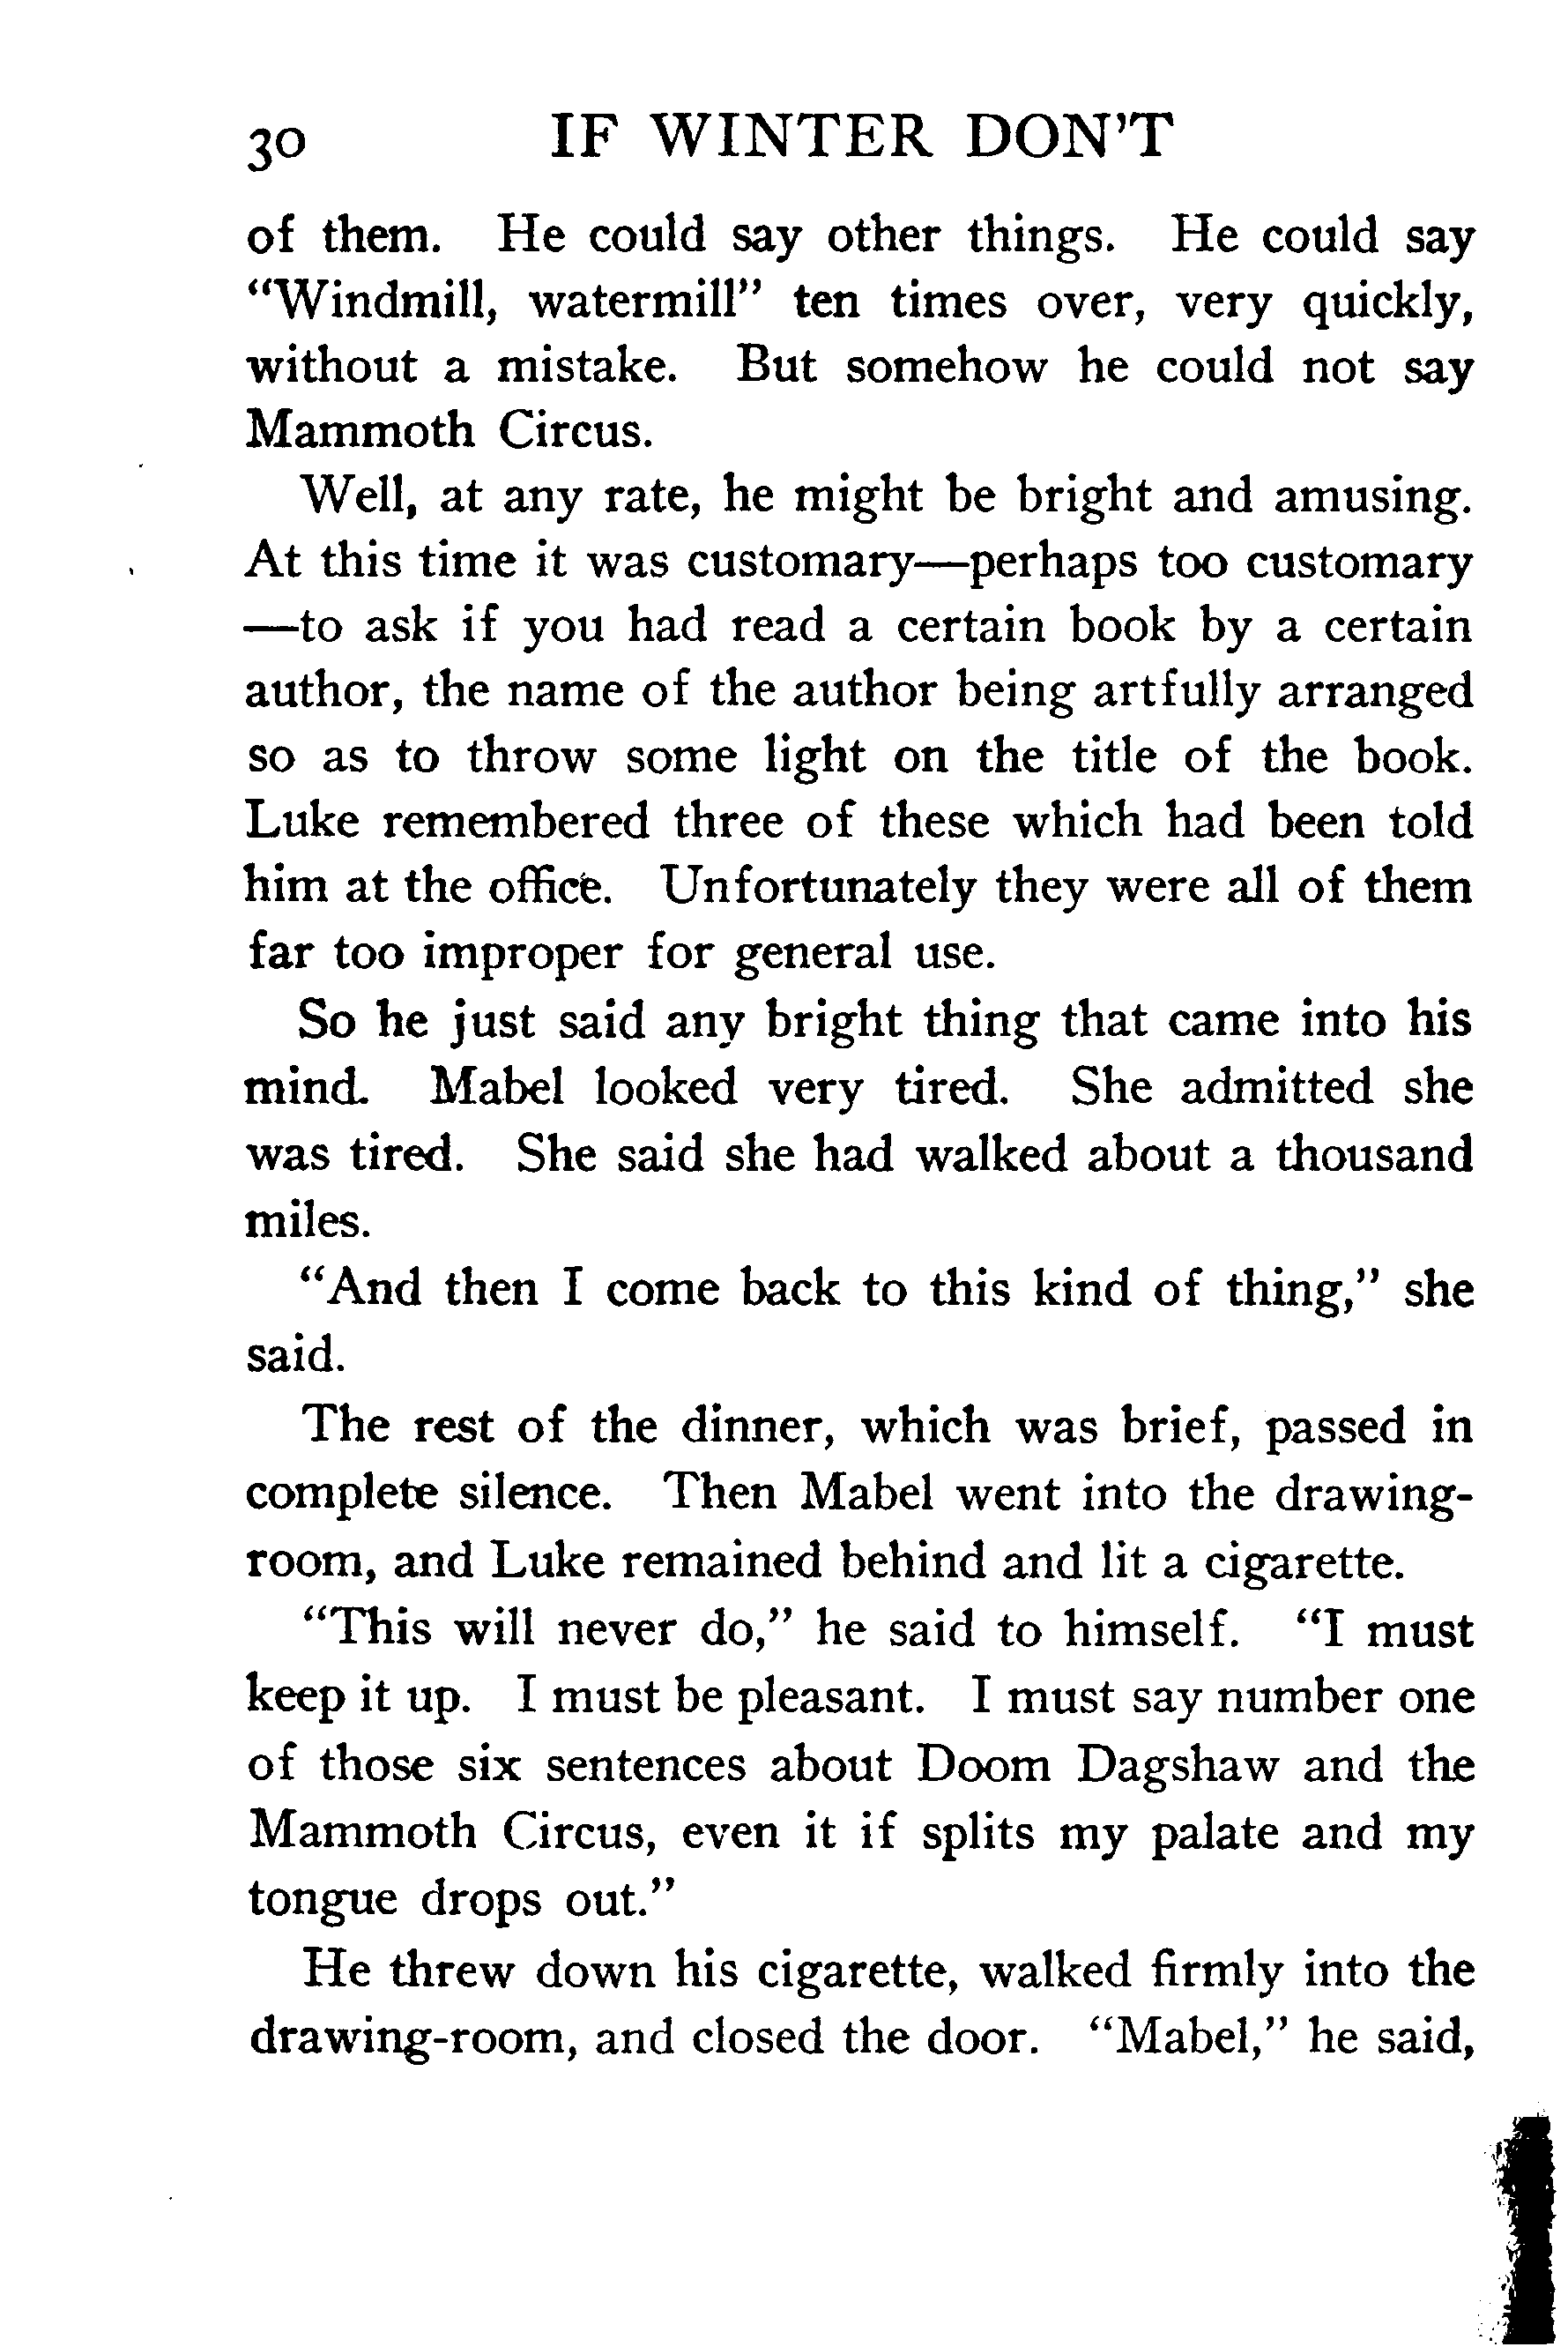 30 IF WINTER DON'T
of them. He could say other things. He could say
"Windmill, watermill" ten times over, very quickly,
without a mistake. But somehow he could not say
Mammoth Circus.
Well, at any rate, he might be bright and amusing.
At this time it was customary—perhaps too customary
—to ask if you had read a certain book by a certain
author, the name of the author being artfully arranged
so as to throw some light on the title of the book.
Luke remembered three of these which had been told
him at the office. Unfortunately they were all of them
far too improper for general use.
So he just said any bright thing that came into his
mind. Mabel looked very tired. She admitted she
was tired. She said she had walked about a thousand
miles.
"And then I come back to this kind of thing," she
said.
The rest of the dinner, which was brief, passed in
complete silence. Then Mabel went into the drawing-
room, and Luke remained behind and lit a cigarette.
"This will never do," he said to himself. "I must
keep it up. I must be pleasant. I must say number one
of those six sentences about Doom Dagshaw and the
Mammoth Circus, even it if splits my palate and my
tongue drops out."
He threw down his cigarette, walked firmly into the
drawing-room, and closed the door. "Mabel," he said,